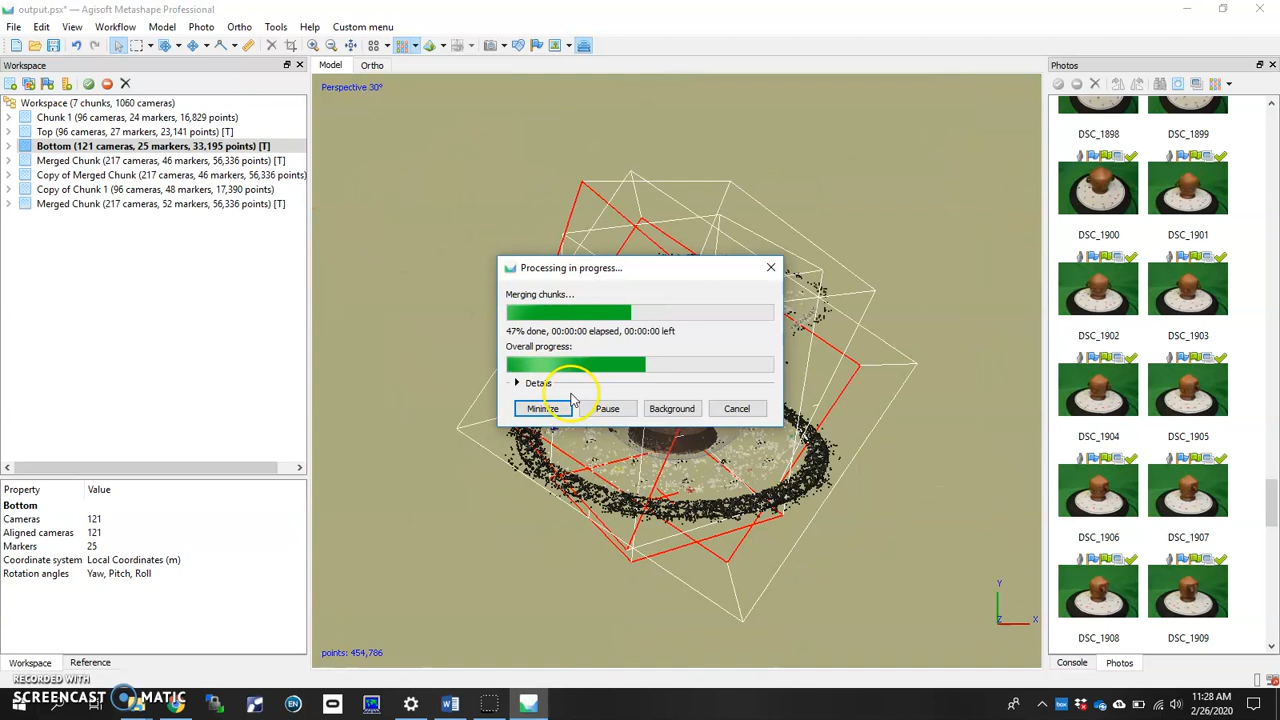 output.psx* — Agisoft Metashape Professional
File Edit View Workflow Model Photo Ortho Tools Help Custom menu
Workspace
Workspace (7 chunks, 1060 cameras)
Chunk 1 (96 cameras, 24 markers, 16,829 points)
Top (96 cameras, 27 markers, 23,141 points) [T]
Bottom (121 cameras, 25 markers, 33,195 points) [T]
Merged Chunk (217 cameras, 46 markers, 56,336 points) [T]
Copy of Merged Chunk (217 cameras, 46 markers, 56,336 points)
Copy of Chunk 1 (96 cameras, 48 markers, 17,390 points)
Merged Chunk (217 cameras, 52 markers, 56,336 points) [T]
Property Value
Bottom
Cameras 121
Aligned cameras 121
Markers 25
Coordinate system Local Coordinates (m)
Rotation angles Yaw, Pitch, Roll
Workspace Reference
Model Ortho
Perspective 30°
Processing in progress...
Merging chunks...
47% done, 00:00:00 elapsed, 00:00:00 left
Overall progress:
Details
Minimize Pause Background Cancel
points: 454,786
Y
Z X
Photos
DSC_1898 DSC_1899
DSC_1900 DSC_1901
DSC_1902 DSC_1903
DSC_1904 DSC_1905
DSC_1906 DSC_1907
DSC_1908 DSC_1909
Console Photos
RECORDED WITH
SCREENCAST MATIC
EN
11:28 AM
2/26/2020